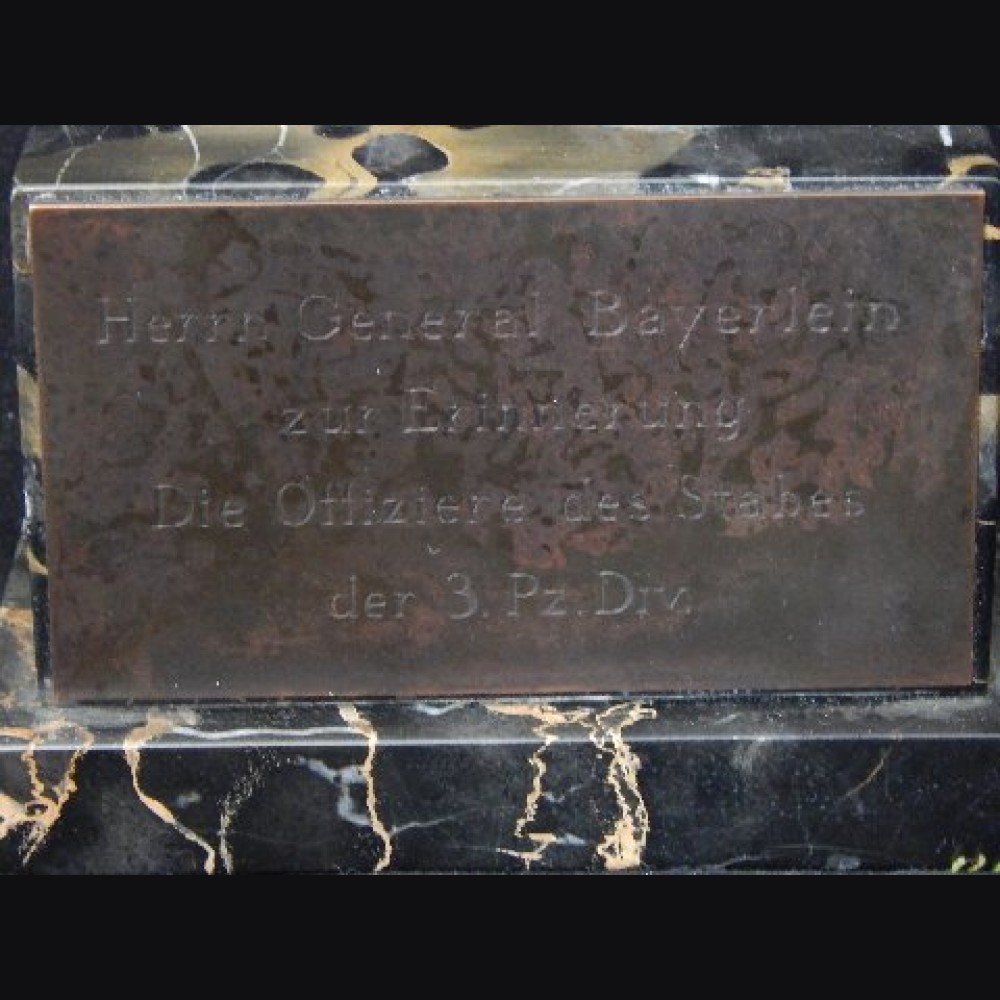 Herrn General Bayerlein
zur Erinnerung
Die Offiziere des Stabes
der 3. Pz. Div.